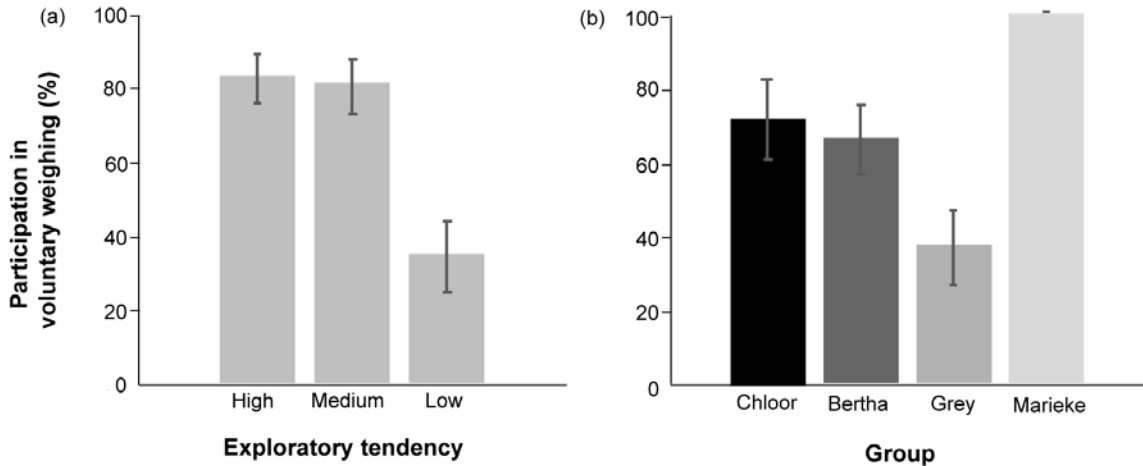 (a)
Participation in
voluntary weighing (%)
100
80
60
40
20
0
High Medium Low
Exploratory tendency
(b)
100
80
60
40
20
0
Chloor Bertha Grey Marieke
Group